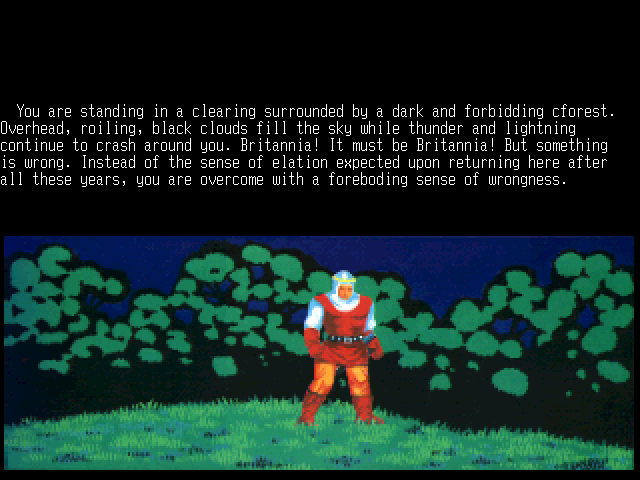 You are standing in a clearing surrounded by a dark and forbidding cforest.
Overhead, roiling, black clouds fill the sky while thunder and lightning
continue to crash around you. Britannia! It must be Britannia! But something
is wrong. Instead of the sense of elation expected upon returning here after
all these years, you are overcome with a foreboding sense of wrongness.